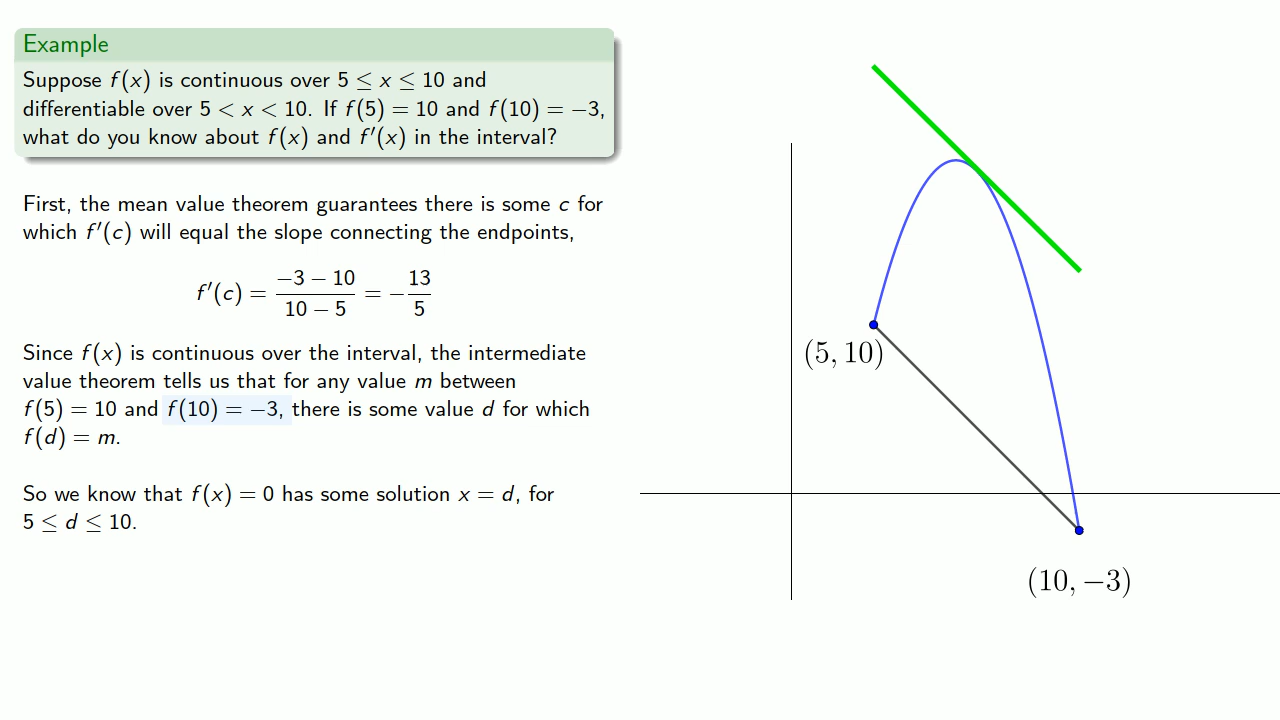 Example
Suppose f(x) is continuous over 5 ≤ x ≤ 10 and
differentiable over 5 < x < 10. If f(5) = 10 and f(10) = −3,
what do you know about f(x) and f′(x) in the interval?
First, the mean value theorem guarantees there is some c for
which f′(c) will equal the slope connecting the endpoints,
f′(c) = (−3 − 10)/(10 − 5) = −13/5
Since f(x) is continuous over the interval, the intermediate
value theorem tells us that for any value m between
f(5) = 10 and f(10) = −3, there is some value d for which
f(d) = m.
So we know that f(x) = 0 has some solution x = d, for
5 ≤ d ≤ 10.
(5, 10)
(10, −3)